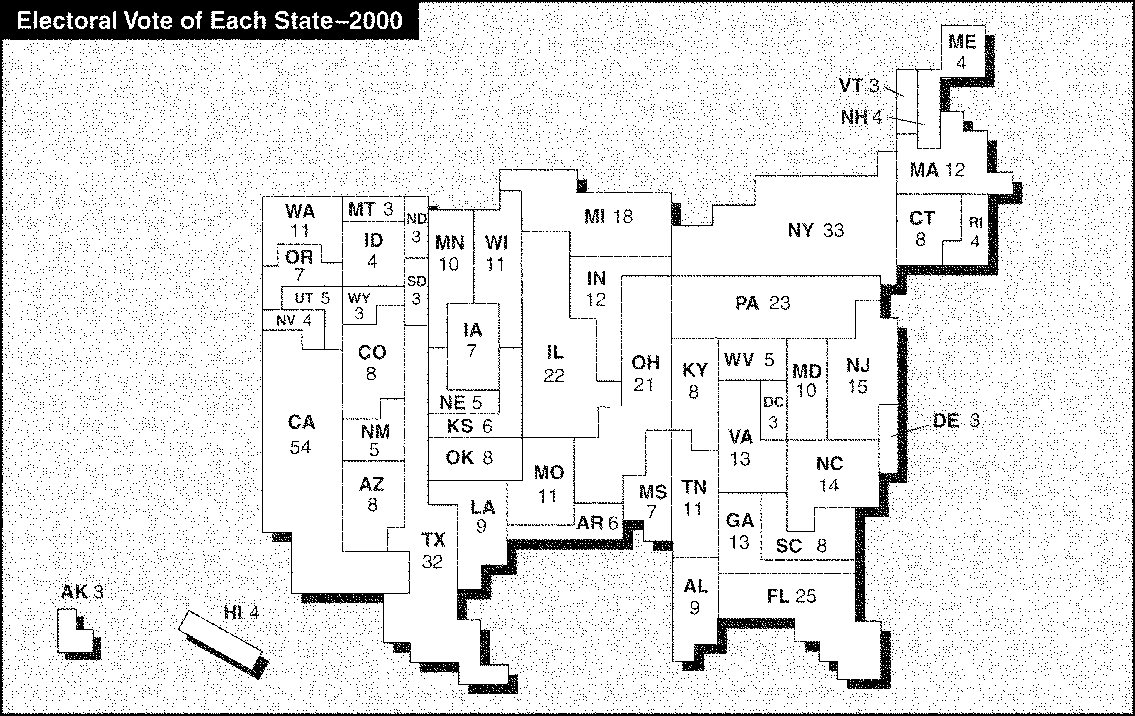 Electoral Vote of Each State–2000
ME
4
VT 3
NH 4
MA 12
CT
8
RI
4
NY 33
MI 18
WA
11
MT 3
ND
3
MN
10
WI
11
ID
4
OR
7
IN
12
SD
3
UT 5
WY
3
NV 4
PA 23
IA
7
CO
8
IL
22
OH
21
KY
8
WV 5
MD
10
NJ
15
NE 5
DC
3
DE 3
CA
54
KS 6
NM
5
VA
13
OK 8
MO
11
NC
14
AZ
8
MS
7
TN
11
LA
9
AR 6
GA
13
SC 8
TX
32
AL
9
FL 25
AK 3
HI 4